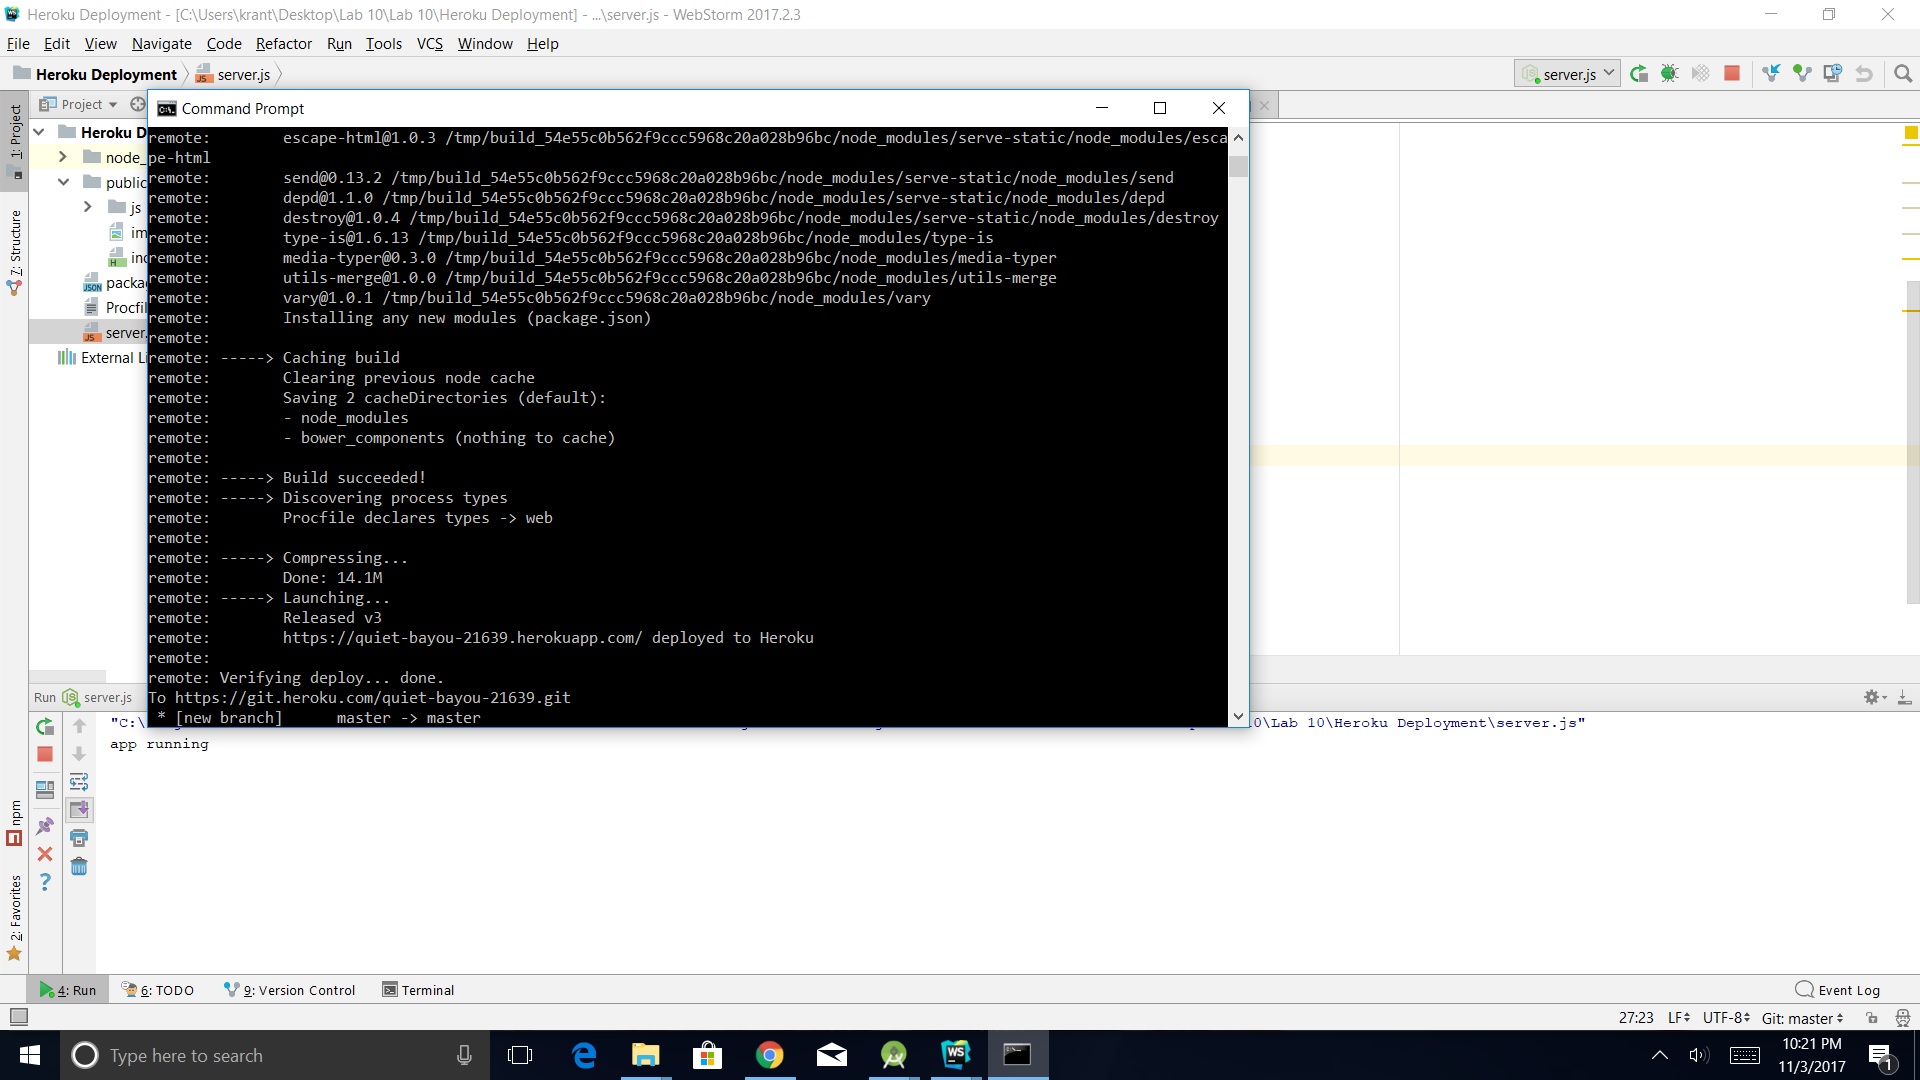 Heroku Deployment - [C:\Users\krant\Desktop\Lab 10\Lab 10\Heroku Deployment] - ...\server.js - WebStorm 2017.2.3
File Edit View Navigate Code Refactor Run Tools VCS Window Help
Heroku Deployment server.js
server.js
1: Project
Project
Heroku D
node_
public
js
im
inc
packa
Procfi
server.
External L
7: Structure
npm
2: Favorites
Command Prompt
remote:        escape-html@1.0.3 /tmp/build_54e55c0b562f9ccc5968c20a028b96bc/node_modules/serve-static/node_modules/esca
pe-html
remote:        send@0.13.2 /tmp/build_54e55c0b562f9ccc5968c20a028b96bc/node_modules/serve-static/node_modules/send
remote:        depd@1.1.0 /tmp/build_54e55c0b562f9ccc5968c20a028b96bc/node_modules/serve-static/node_modules/depd
remote:        destroy@1.0.4 /tmp/build_54e55c0b562f9ccc5968c20a028b96bc/node_modules/serve-static/node_modules/destroy
remote:        type-is@1.6.13 /tmp/build_54e55c0b562f9ccc5968c20a028b96bc/node_modules/type-is
remote:        media-typer@0.3.0 /tmp/build_54e55c0b562f9ccc5968c20a028b96bc/node_modules/media-typer
remote:        utils-merge@1.0.0 /tmp/build_54e55c0b562f9ccc5968c20a028b96bc/node_modules/utils-merge
remote:        vary@1.0.1 /tmp/build_54e55c0b562f9ccc5968c20a028b96bc/node_modules/vary
remote:        Installing any new modules (package.json)
remote:
remote: -----> Caching build
remote:        Clearing previous node cache
remote:        Saving 2 cacheDirectories (default):
remote:        - node_modules
remote:        - bower_components (nothing to cache)
remote:
remote: -----> Build succeeded!
remote: -----> Discovering process types
remote:        Procfile declares types -> web
remote:
remote: -----> Compressing...
remote:        Done: 14.1M
remote: -----> Launching...
remote:        Released v3
remote:        https://quiet-bayou-21639.herokuapp.com/ deployed to Heroku
remote:
remote: Verifying deploy... done.
To https://git.heroku.com/quiet-bayou-21639.git
 * [new branch]      master -> master
Run server.js
"C:\ 10\Lab 10\Heroku Deployment\server.js"
app running
4: Run 6: TODO 9: Version Control Terminal Event Log
27:23 LF UTF-8 Git: master
Type here to search
10:21 PM
11/3/2017
1